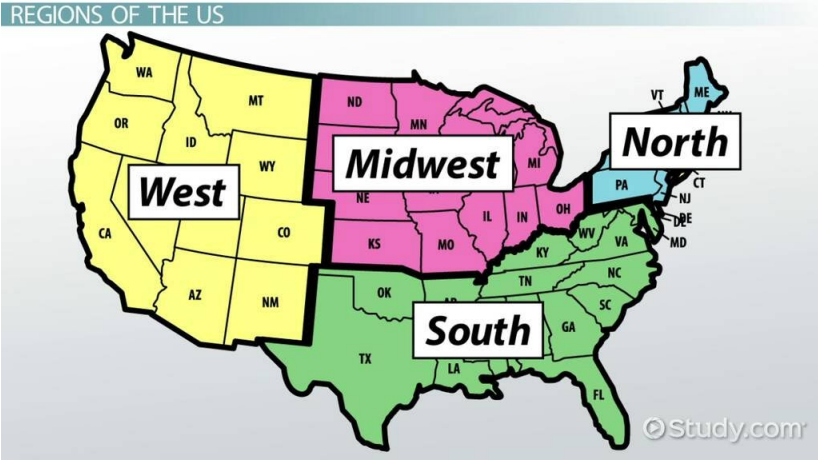 REGIONS OF THE US
WA
MT
ND
VT
ME
OR
MN
North
ID
Midwest
MI
WY
West
PA
CT
NE
NJ
IL
IN
OH
DE
CA
CO
KS
MO
WV
VA
MD
KY
NC
OK
TN
AZ
NM
SC
South
GA
TX
LA
FL
Study.com